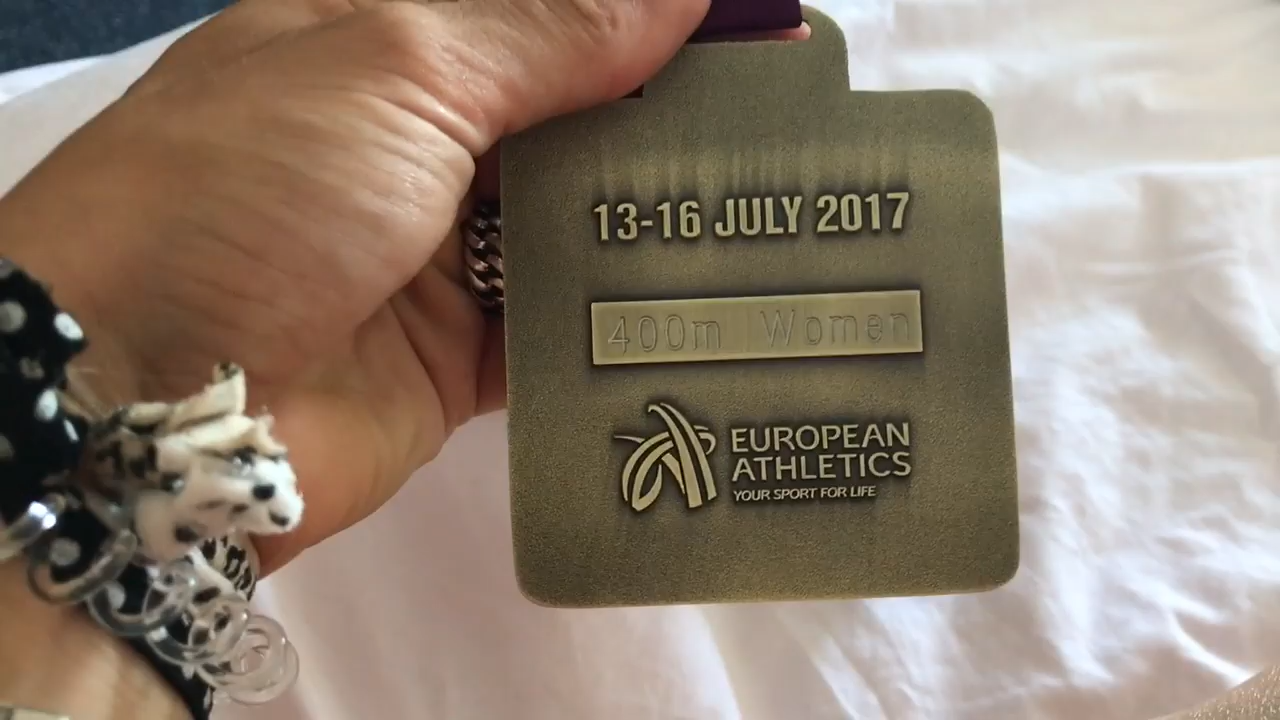 13-16 JULY 2017
400m Women
EUROPEAN
ATHLETICS
YOUR SPORT FOR LIFE